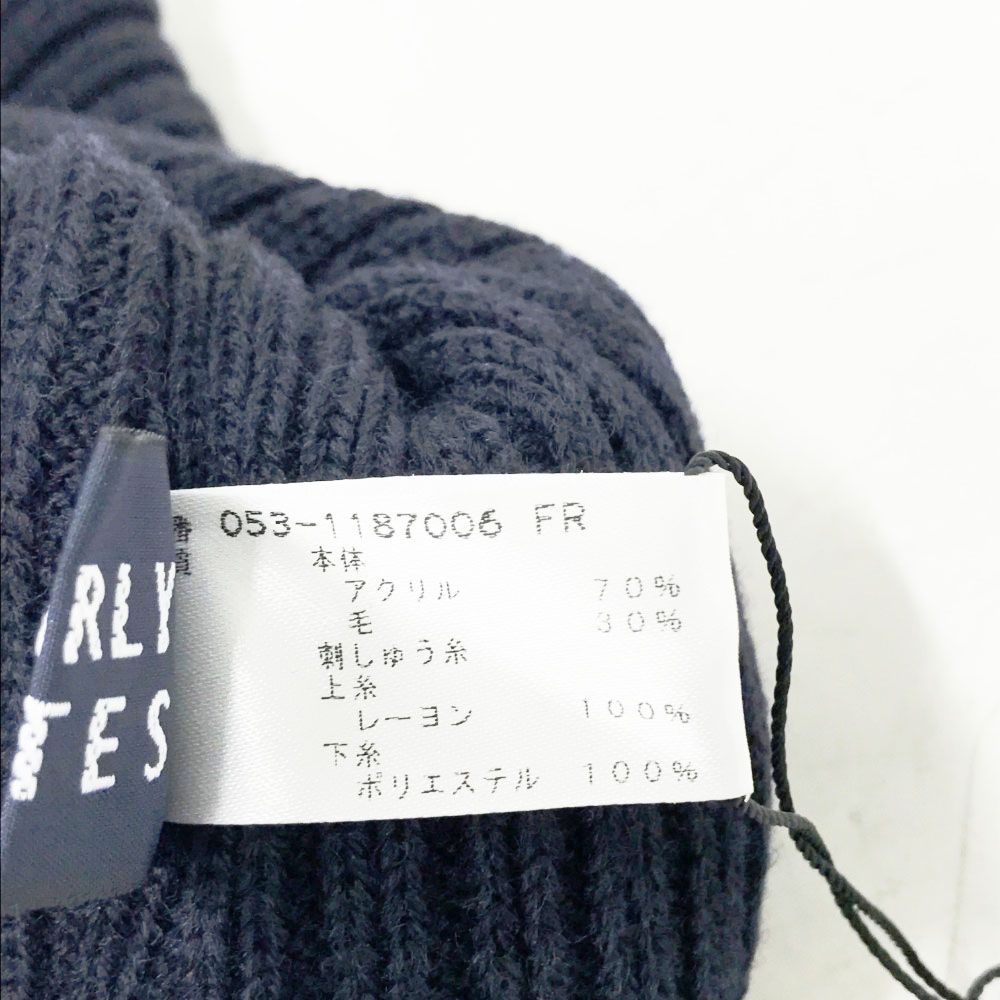 053-1187006 FR
本体
アクリル 70%
毛 30%
刺しゅう糸
上糸
レーヨン 100%
下糸
ポリエステル 100%
RLY
TES